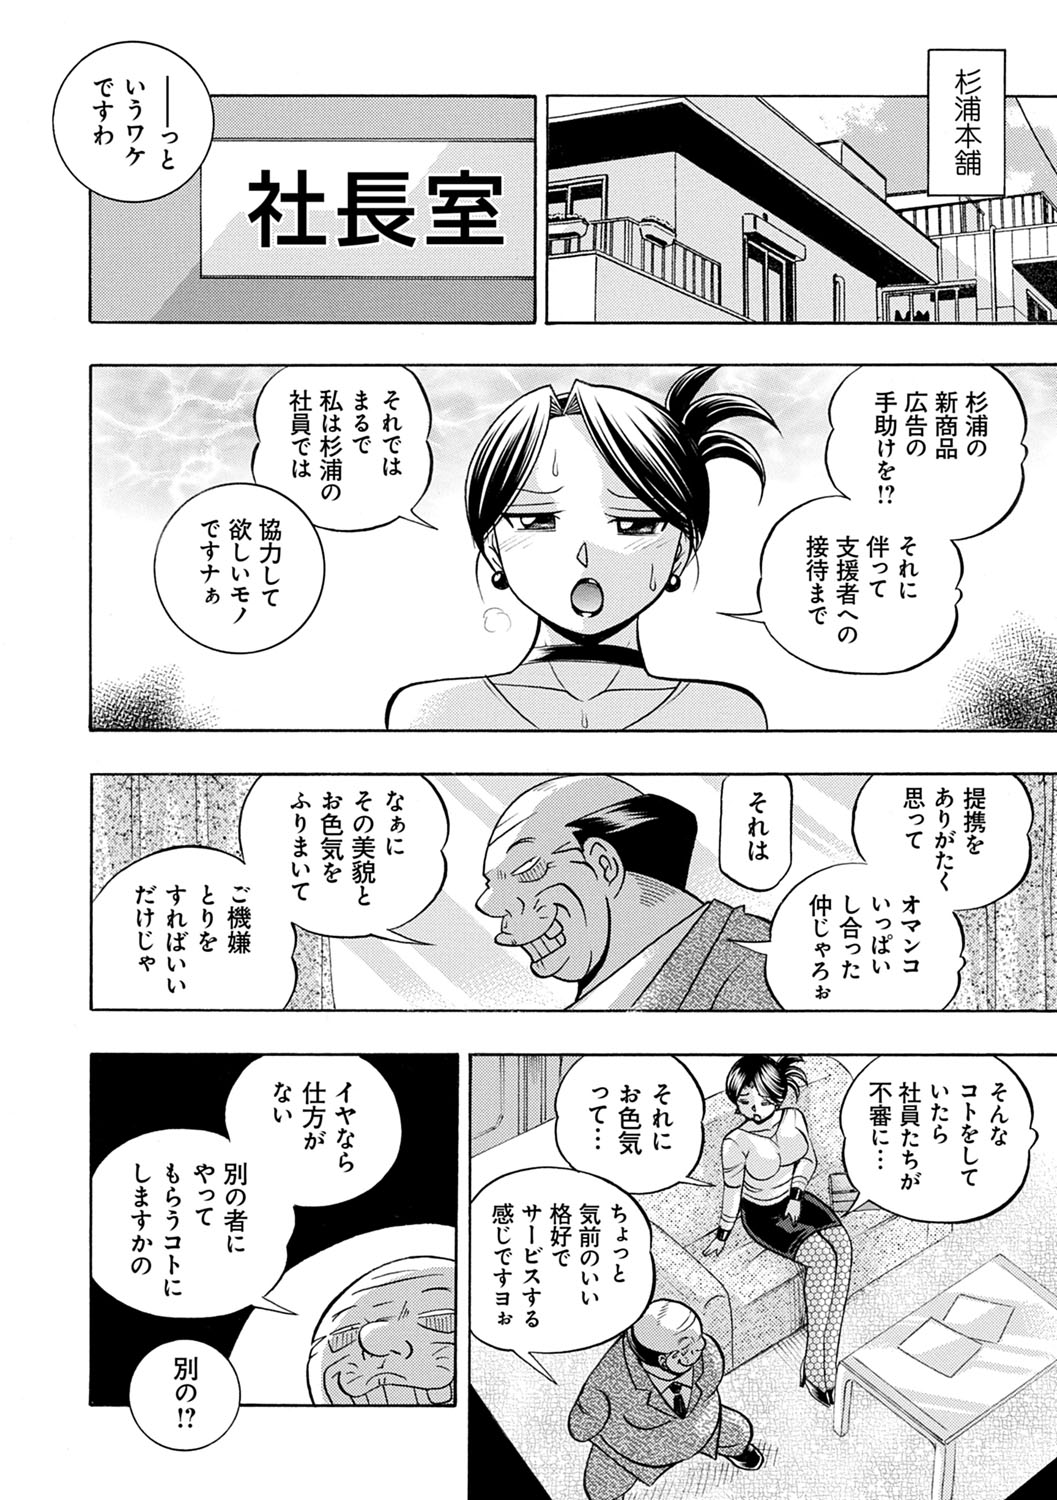 杉浦本舗
社長室
――っと
いうワケ
ですわ
杉浦の
新商品
広告の
手助けを!?
それに
伴って
支援者への
接待まで
それでは
まるで
私は杉浦の
社員では
協力して
欲しいモノ
ですナぁ
提携を
ありがたく
思って
オマンコ
いっぱい
し合った
仲じゃろぉ
それは
なぁに
その美貌と
お色気を
ふりまいて
ご機嫌
とりを
すればいい
だけじゃ
そんな
コトをして
いたら
社員たちが
不審に…
それに
お色気
って…
ちょっと
気前のいい
格好で
サービスする
感じですヨぉ
イヤなら
仕方が
ない
別の者に
やって
もらうコトに
しますかの
別の!?